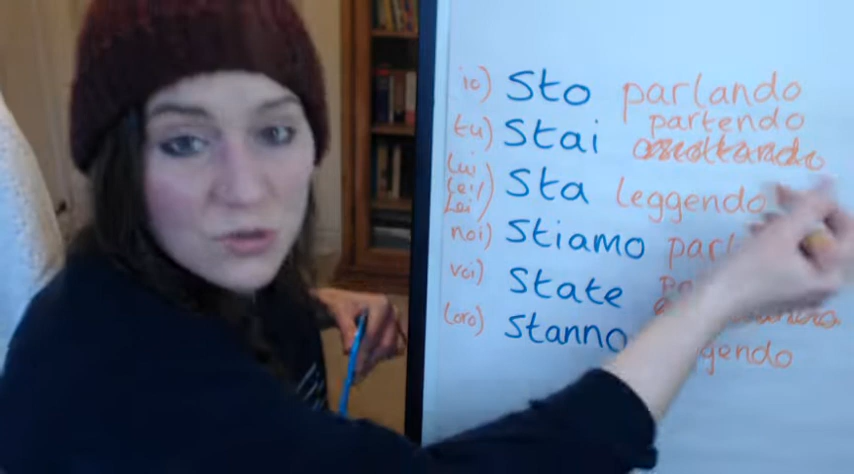 io) Sto parlando
tu) Stai partendo
lui
lei/ Sta leggendo
Lei)
noi) Stiamo
voi) State
loro) Stanno